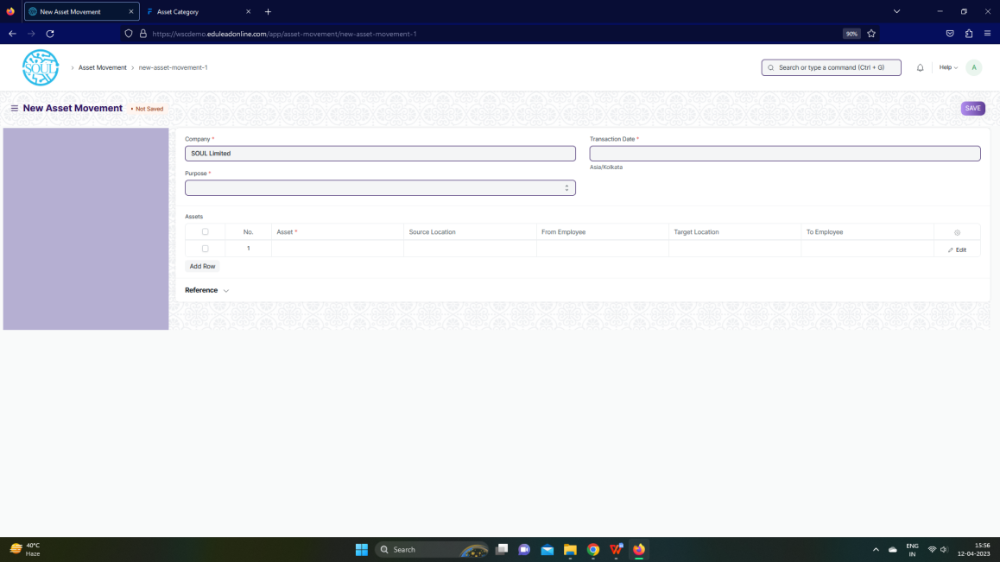 New Asset Movement
Asset Category
https://wscdemo.eduleadonline.com/app/asset-movement/new-asset-movement-1
90%
SOUL
Asset Movement
new-asset-movement-1
Search or type a command (Ctrl + G)
Help
A
New Asset Movement
• Not Saved
SAVE
Company *
SOUL Limited
Transaction Date *
Asia/Kolkata
Purpose *
Assets
No. Asset * Source Location From Employee Target Location To Employee
1 Edit
Add Row
Reference
40°C
Haze
Search
ENG
IN
15:56
12-04-2023